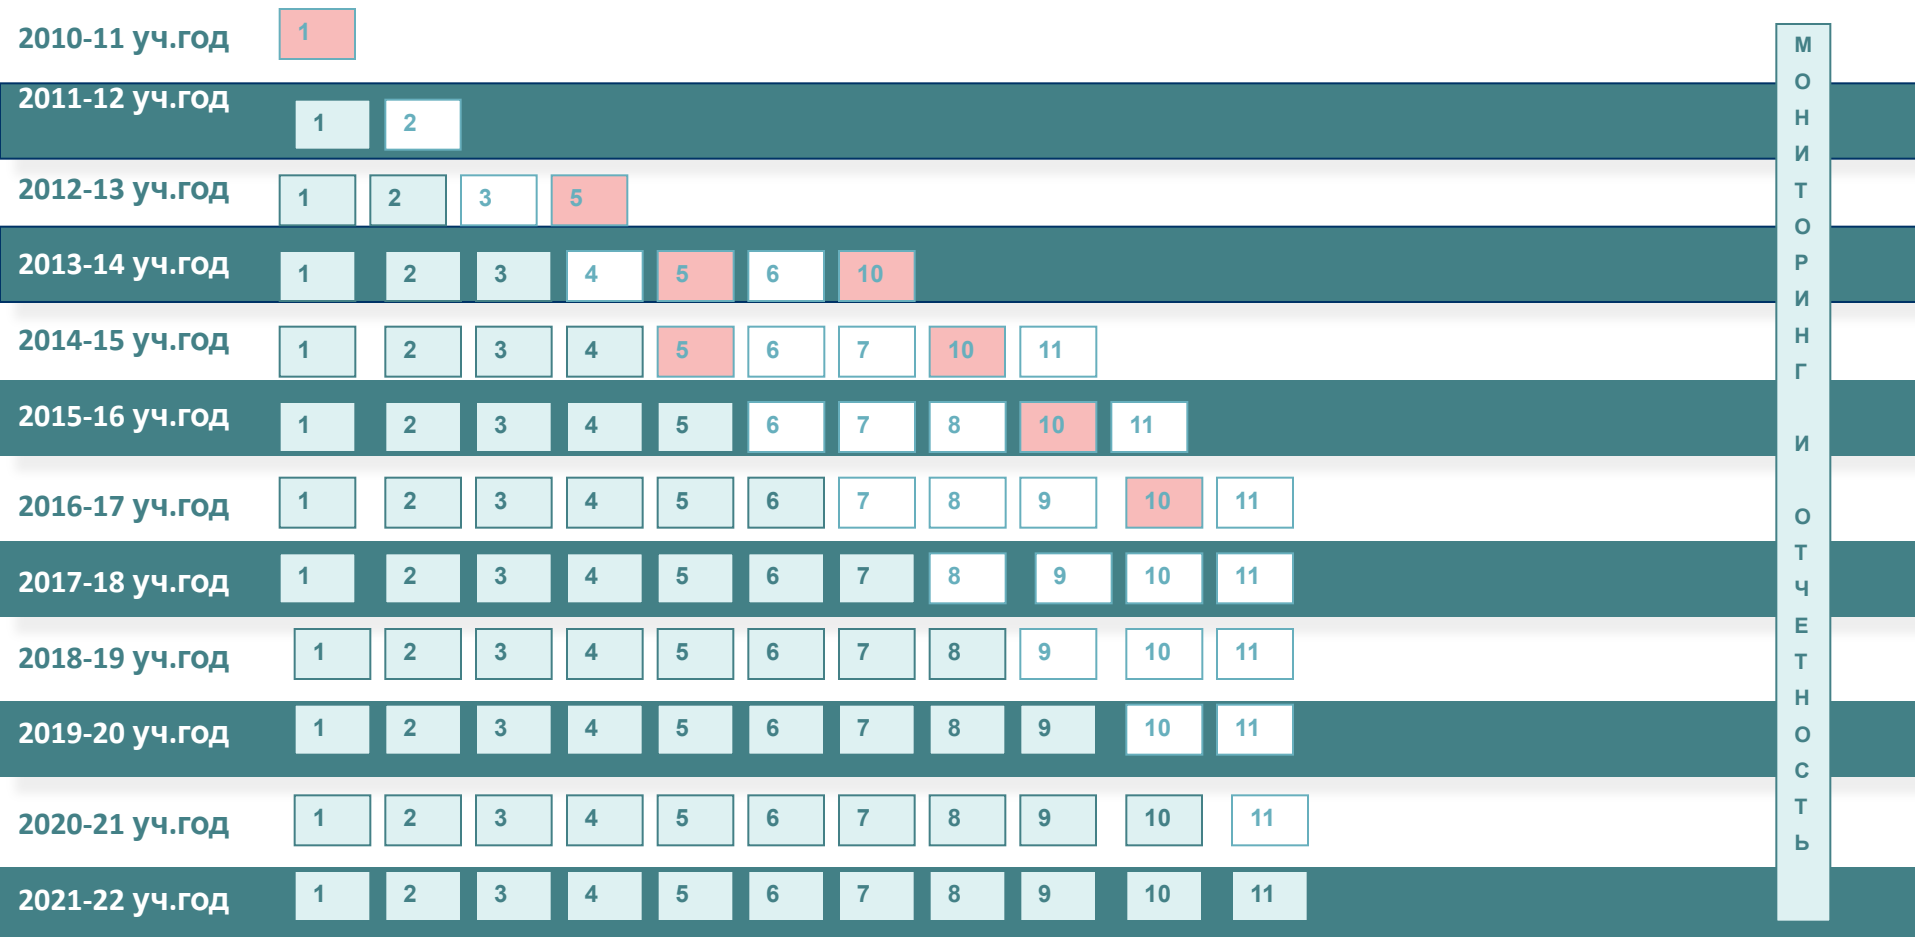 2010-11 уч.год 1
2011-12 уч.год 1 2
2012-13 уч.год 1 2 3 5
2013-14 уч.год 1 2 3 4 5 6 10
2014-15 уч.год 1 2 3 4 5 6 7 10 11
2015-16 уч.год 1 2 3 4 5 6 7 8 10 11
2016-17 уч.год 1 2 3 4 5 6 7 8 9 10 11
2017-18 уч.год 1 2 3 4 5 6 7 8 9 10 11
2018-19 уч.год 1 2 3 4 5 6 7 8 9 10 11
2019-20 уч.год 1 2 3 4 5 6 7 8 9 10 11
2020-21 уч.год 1 2 3 4 5 6 7 8 9 10 11
2021-22 уч.год 1 2 3 4 5 6 7 8 9 10 11
МОНИТОРИНГ И ОТЧЕТНОСТЬ